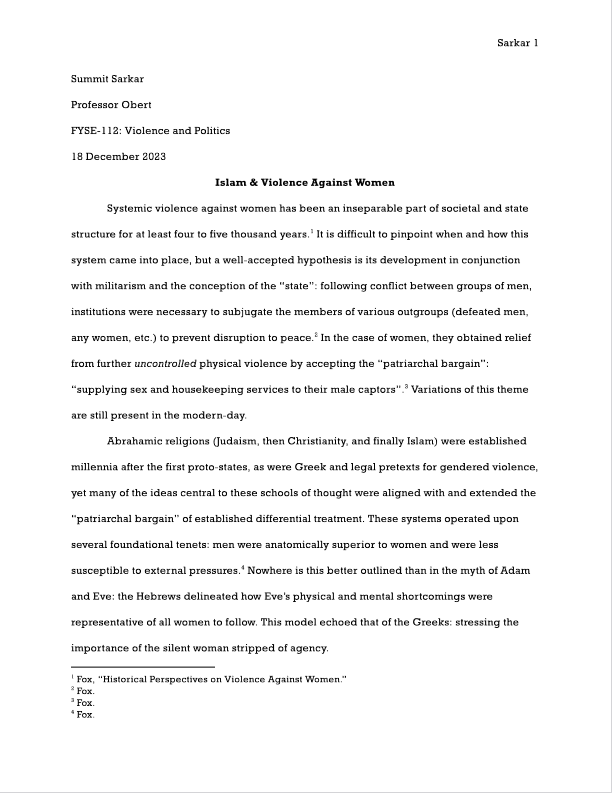 Sarkar 1
Summit Sarkar
Professor Obert
FYSE-112: Violence and Politics
18 December 2023
Islam & Violence Against Women
Systemic violence against women has been an inseparable part of societal and state
structure for at least four to five thousand years.1 It is difficult to pinpoint when and how this
system came into place, but a well-accepted hypothesis is its development in conjunction
with militarism and the conception of the “state”: following conflict between groups of men,
institutions were necessary to subjugate the members of various outgroups (defeated men,
any women, etc.) to prevent disruption to peace.2 In the case of women, they obtained relief
from further uncontrolled physical violence by accepting the “patriarchal bargain”:
“supplying sex and housekeeping services to their male captors”.3 Variations of this theme
are still present in the modern-day.
Abrahamic religions (Judaism, then Christianity, and finally Islam) were established
millennia after the first proto-states, as were Greek and legal pretexts for gendered violence,
yet many of the ideas central to these schools of thought were aligned with and extended the
“patriarchal bargain” of established differential treatment. These systems operated upon
several foundational tenets: men were anatomically superior to women and were less
susceptible to external pressures.4 Nowhere is this better outlined than in the myth of Adam
and Eve: the Hebrews delineated how Eve’s physical and mental shortcomings were
representative of all women to follow. This model echoed that of the Greeks: stressing the
importance of the silent woman stripped of agency.
1 Fox, “Historical Perspectives on Violence Against Women.”
2 Fox.
3 Fox.
4 Fox.